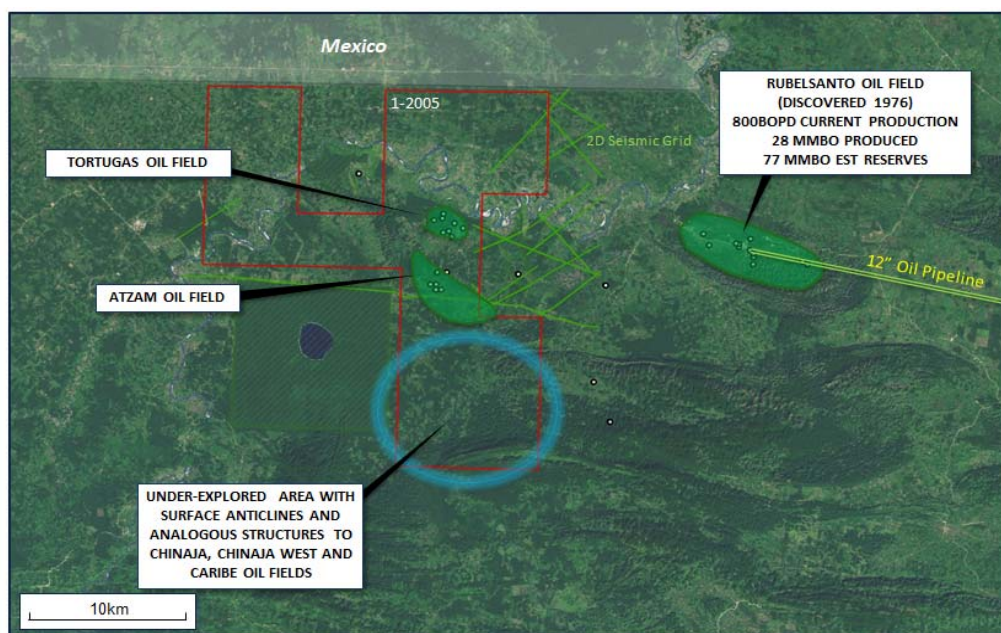 Mexico
1-2005
RUBELSANTO OIL FIELD
(DISCOVERED 1976)
800BOPD CURRENT PRODUCTION
28 MMBO PRODUCED
77 MMBO EST RESERVES
2D Seismic Grid
TORTUGAS OIL FIELD
12” Oil Pipeline
ATZAM OIL FIELD
UNDER-EXPLORED AREA WITH
SURFACE ANTICLINES AND
ANALOGOUS STRUCTURES TO
CHINAJA, CHINAJA WEST AND
CARIBE OIL FIELDS
10km